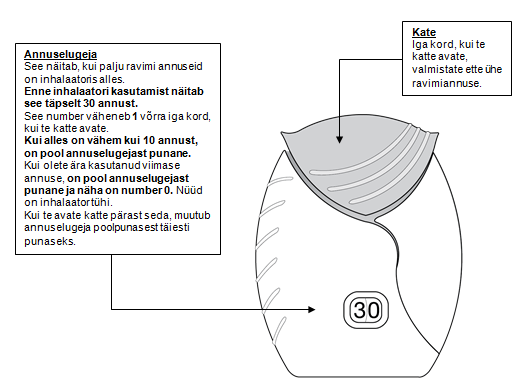 Annuselugeja
See näitab, kui palju ravimi annuseid
on inhalaatoris alles.
Enne inhalaatori kasutamist näitab
see täpselt 30 annust.
See number väheneb 1 võrra iga kord,
kui te katte avate.
Kui alles on vähem kui 10 annust,
on pool annuselugejast punane.
Kui olete ära kasutanud viimase
annuse, on pool annuselugejast
punane ja näha on number 0. Nüüd
on inhalaator tühi.
Kui te avate katte pärast seda, muutub
annuselugeja poolpunasest täiesti
punaseks.
Kate
Iga kord, kui te
katte avate,
valmistate ette ühe
ravimiannuse.
30